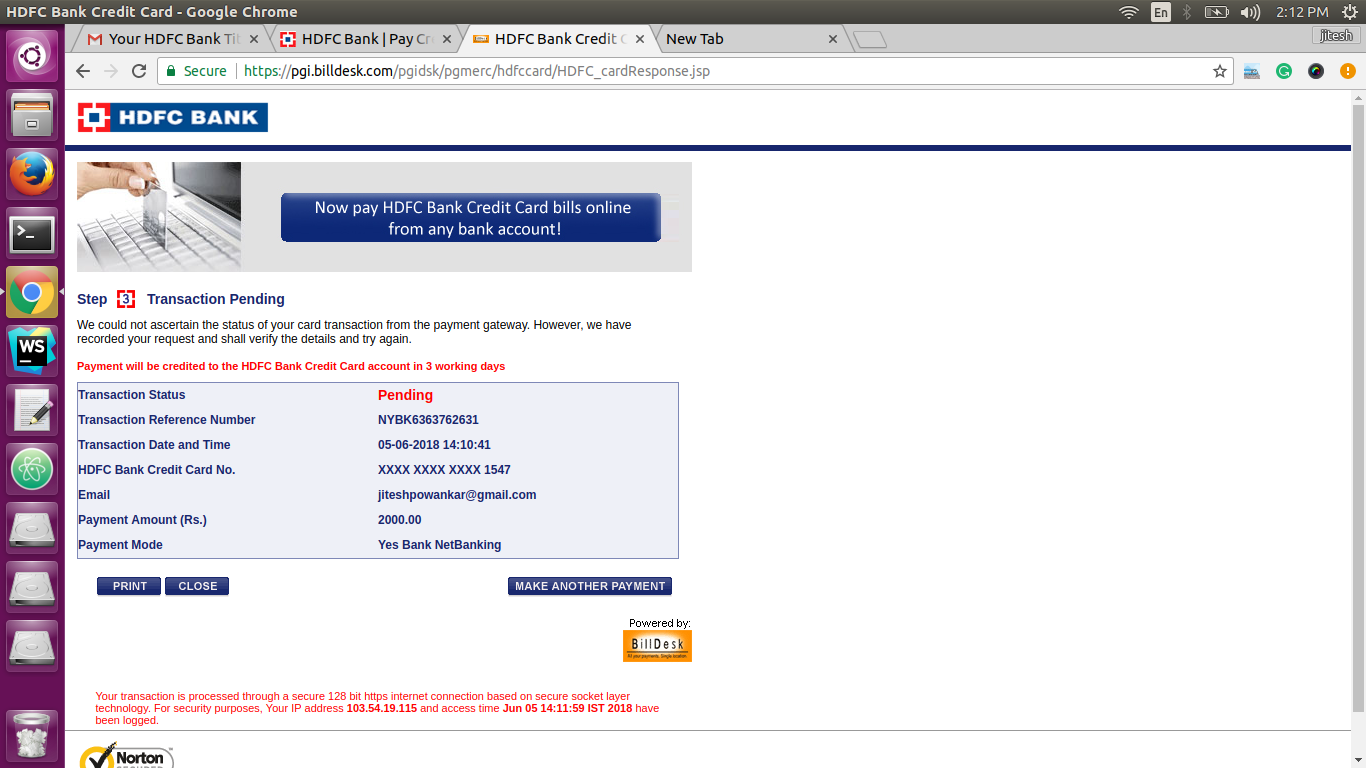 HDFC Bank Credit Card - Google Chrome
En
2:12 PM
Your HDFC Bank Tit
HDFC Bank | Pay Cr
HDFC Bank Credit C
New Tab
jitesh
Secure
https://pgi.billdesk.com/pgidsk/pgmerc/hdfccard/HDFC_cardResponse.jsp
HDFC BANK
Now pay HDFC Bank Credit Card bills online
from any bank account!
Step 3 Transaction Pending
We could not ascertain the status of your card transaction from the payment gateway. However, we have
recorded your request and shall verify the details and try again.
Payment will be credited to the HDFC Bank Credit Card account in 3 working days
Transaction Status Pending
Transaction Reference Number NYBK6363762631
Transaction Date and Time 05-06-2018 14:10:41
HDFC Bank Credit Card No. XXXX XXXX XXXX 1547
Email jiteshpowankar@gmail.com
Payment Amount (Rs.) 2000.00
Payment Mode Yes Bank NetBanking
PRINT CLOSE MAKE ANOTHER PAYMENT
Powered by:
BillDesk
All your payments. Single location
Your transaction is processed through a secure 128 bit https internet connection based on secure socket layer
technology. For security purposes, Your IP address 103.54.19.115 and access time Jun 05 14:11:59 IST 2018 have
been logged.
Norton
WS